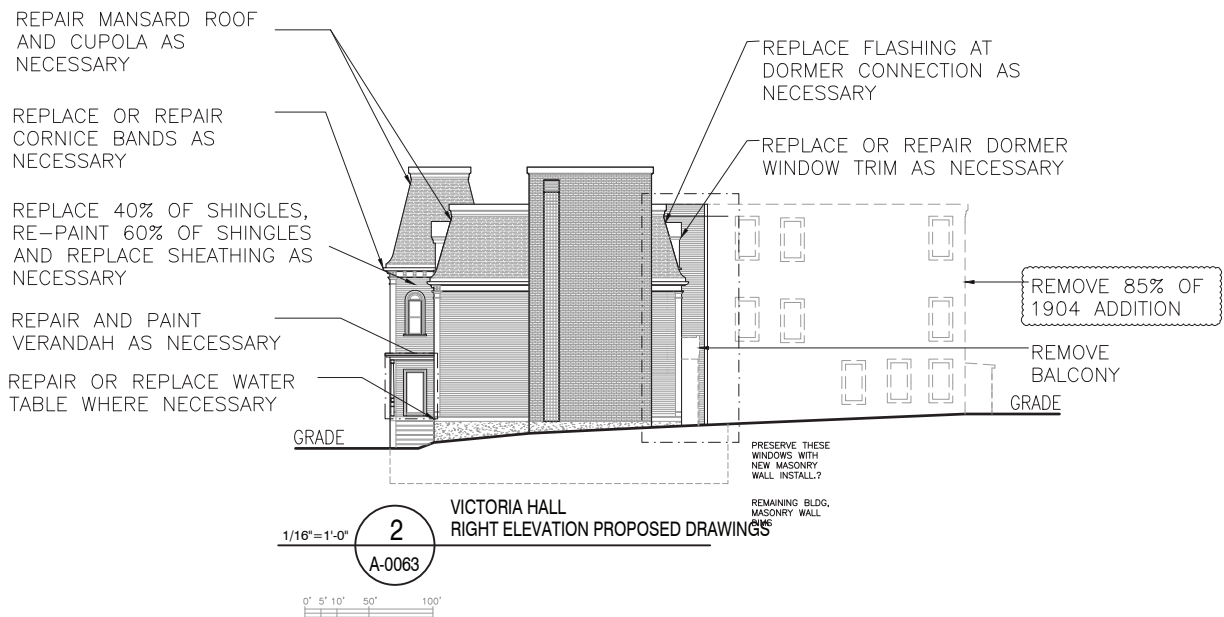 REPAIR MANSARD ROOF
AND CUPOLA AS
NECESSARY
REPLACE OR REPAIR
CORNICE BANDS AS
NECESSARY
REPLACE 40% OF SHINGLES,
RE-PAINT 60% OF SHINGLES
AND REPLACE SHEATHING AS
NECESSARY
REPAIR AND PAINT
VERANDAH AS NECESSARY
REPAIR OR REPLACE WATER
TABLE WHERE NECESSARY
GRADE
REPLACE FLASHING AT
DORMER CONNECTION AS
NECESSARY
REPLACE OR REPAIR DORMER
WINDOW TRIM AS NECESSARY
REMOVE 85% OF
1904 ADDITION
REMOVE
BALCONY
GRADE
PRESERVE THESE
WINDOWS WITH
NEW MASONRY
WALL INSTALL.?
REMAINING BLDG,
MASONRY WALL
1/16"=1'-0"
2
A-0063
VICTORIA HALL
RIGHT ELEVATION PROPOSED DRAWINGS
0' 5' 10' 50' 100'